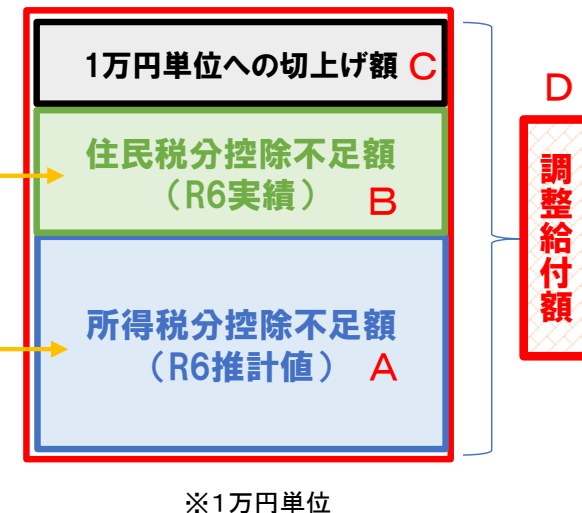 1万円単位への切上げ額 C
住民税分控除不足額
（R6実績） B
所得税分控除不足額
（R6推計値） A
D
調整給付額
※1万円単位